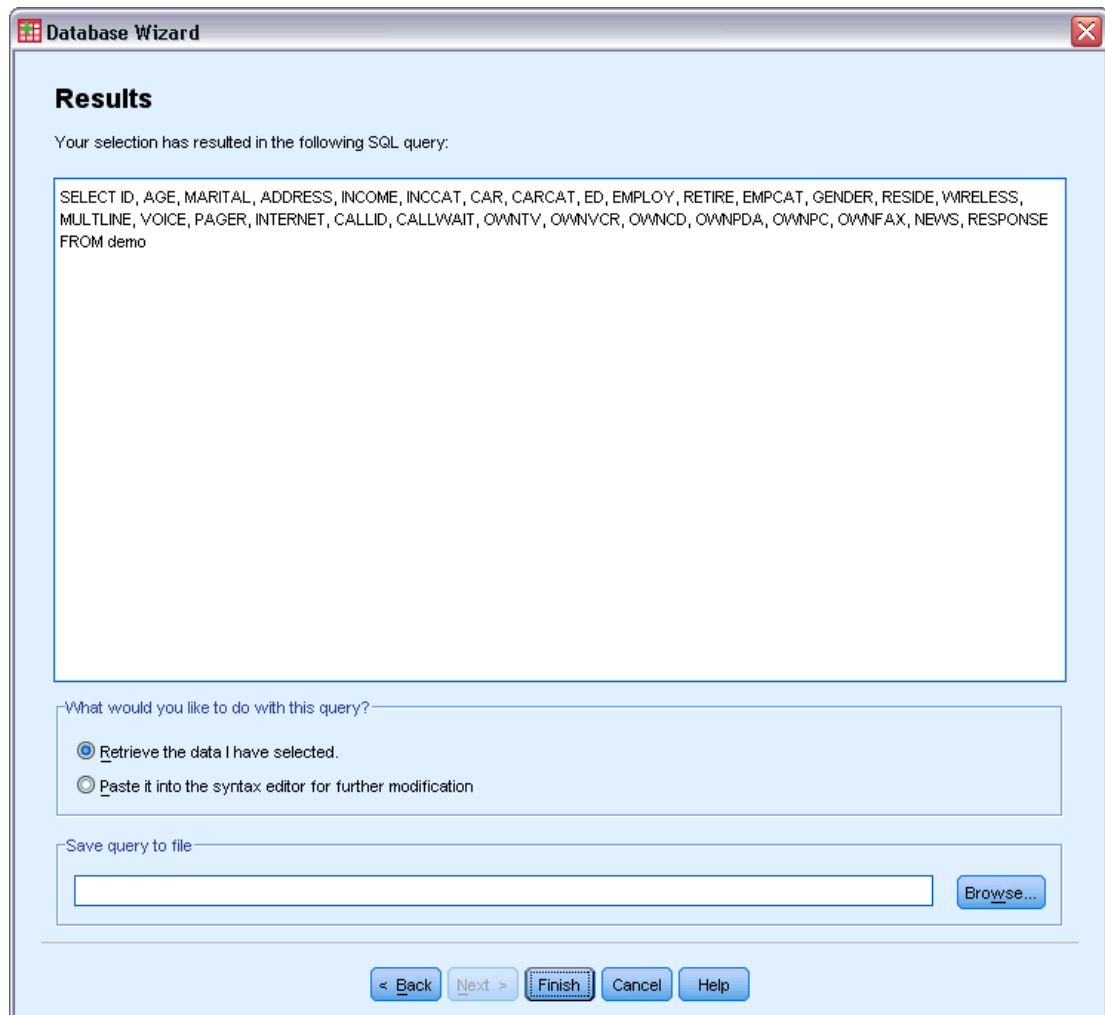 Database Wizard
Results
Your selection has resulted in the following SQL query:
SELECT ID, AGE, MARITAL, ADDRESS, INCOME, INCCAT, CAR, CARCAT, ED, EMPLOY, RETIRE, EMPCAT, GENDER, RESIDE, WIRELESS,
MULTLINE, VOICE, PAGER, INTERNET, CALLID, CALLWAIT, OWNTV, OWNVCR, OWNCD, OWNPDA, OWNPC, OWNFAX, NEWS, RESPONSE
FROM demo
What would you like to do with this query?
Retrieve the data I have selected.
Paste it into the syntax editor for further modification
Save query to file
Browse...
< Back Next > Finish Cancel Help